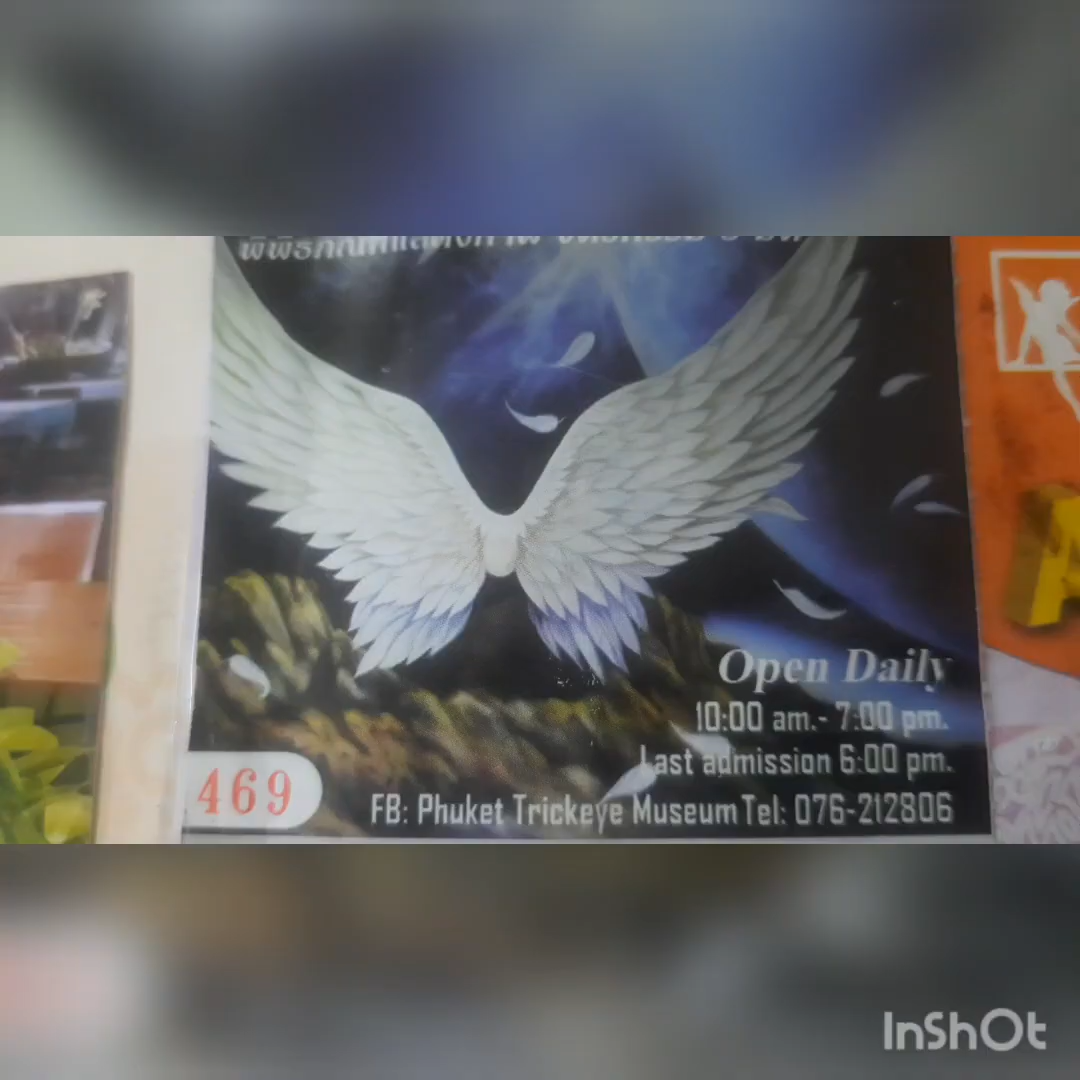 Open Daily
10:00 am.- 7:00 pm.
Last admission 6:00 pm.
469
FB: Phuket Trickeye Museum Tel: 076-212806
InShOt